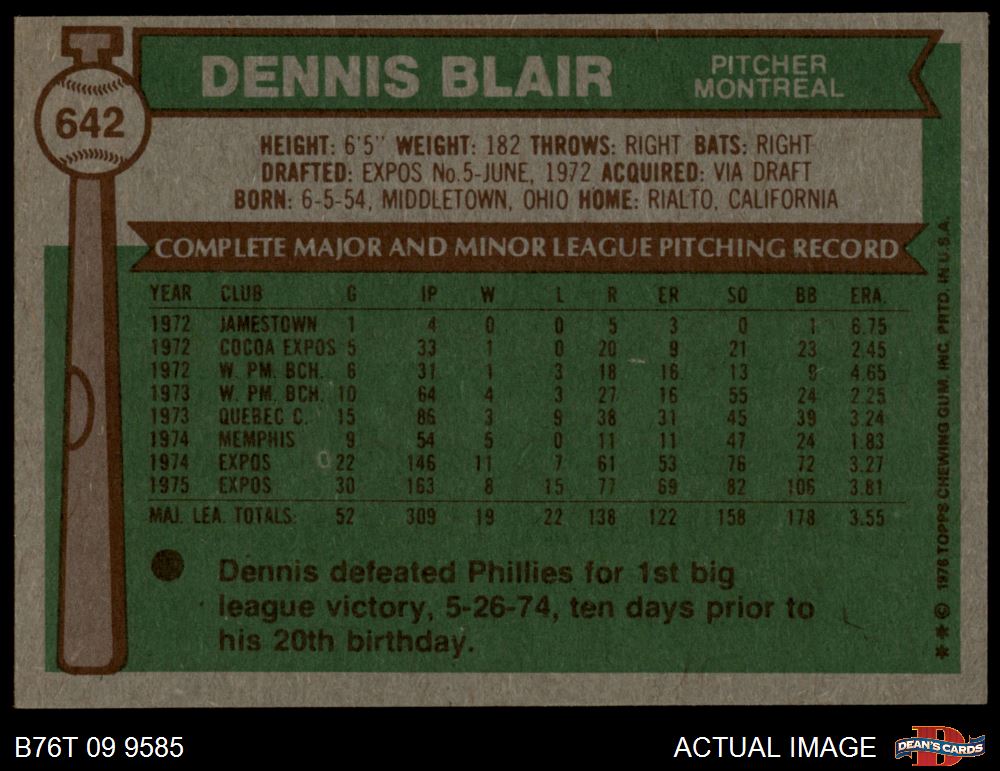 DENNIS BLAIR
PITCHER
MONTREAL
642
HEIGHT: 6'5" WEIGHT: 182 THROWS: RIGHT BATS: RIGHT
DRAFTED: EXPOS No.5-JUNE, 1972 ACQUIRED: VIA DRAFT
BORN: 6-5-54, MIDDLETOWN, OHIO HOME: RIALTO, CALIFORNIA
COMPLETE MAJOR AND MINOR LEAGUE PITCHING RECORD
YEAR CLUB G IP W L R ER SO BB ERA.
1972 JAMESTOWN 1 4 0 0 5 3 0 1 6.75
1972 COCOA EXPOS 5 33 1 0 20 9 21 23 2.45
1972 W. PM. BCH. 6 31 1 3 18 16 13 9 4.65
1973 W. PM. BCH. 10 64 4 3 27 16 55 24 2.25
1973 QUEBEC C. 15 86 3 9 38 31 45 39 3.24
1974 MEMPHIS 9 54 5 0 11 11 47 24 1.83
1974 EXPOS 22 146 11 7 61 53 76 72 3.27
1975 EXPOS 30 163 8 15 77 69 82 106 3.81
MAJ. LEA. TOTALS: 52 309 19 22 138 122 158 178 3.55
Dennis defeated Phillies for 1st big
league victory, 5-26-74, ten days prior to
his 20th birthday.
* * © 1976 TOPPS CHEWING GUM, INC. PRTD. IN U.S.A.
B76T 09 9585
ACTUAL IMAGE
D
DEAN'S CARDS